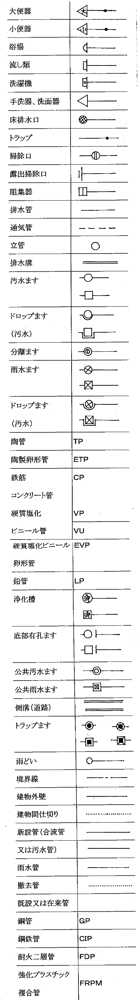 大便器
小便器
浴場
流し類
洗濯機
手洗器、洗面器
床排水口
トラップ
掃除口
露出掃除口
阻集器
排水管
通気管
立管
排水溝
汚水ます
ドロップます
(汚水)
分離ます
雨水ます
ドロップます
(汚水)
陶管 TP
陶製卵形管 ETP
鉄筋 CP
コンクリート管
硬質塩化 VP
ビニール管 VU
硬質塩化ビニール EVP
卵形管
鉛管 LP
浄化槽
底部有孔ます
公共汚水ます
公共雨水ます
側溝(道路)
トラップます
雨どい
境界線
建物外壁
建物間仕切り
新設管(合流管
又は汚水管)
雨水管
撤去管
既設又は在来管
銅管 GP
鋼鉄管 CIP
耐火二層管 FDP
強化プラスチック
FRPM
複合管